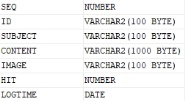 SEQ NUMBER
ID VARCHAR2(100 BYTE)
SUBJECT VARCHAR2(100 BYTE)
CONTENT VARCHAR2(1000 BYTE)
IMAGE VARCHAR2(100 BYTE)
HIT NUMBER
LOGTIME DATE